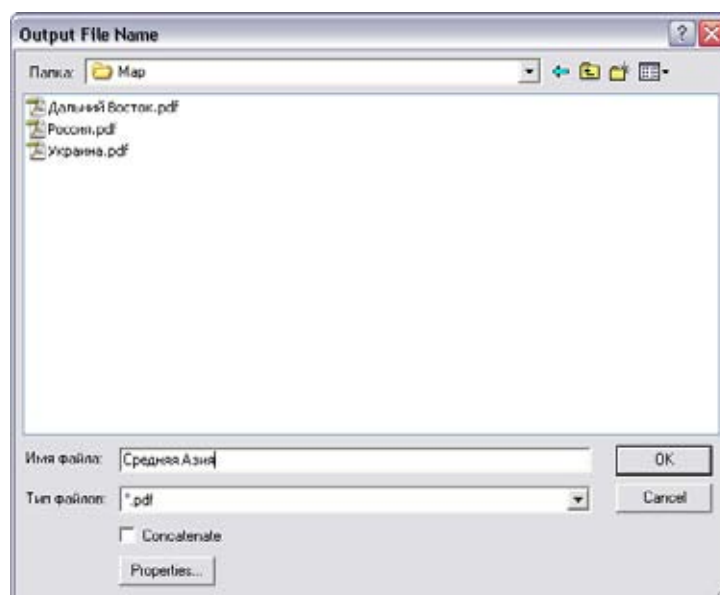 Output File Name
Папка: Map
Дальний Восток.pdf
Россия.pdf
Украина.pdf
Имя файла: Средняя Азия OK
Тип файлов: *.pdf Cancel
Concatenate
Properties...